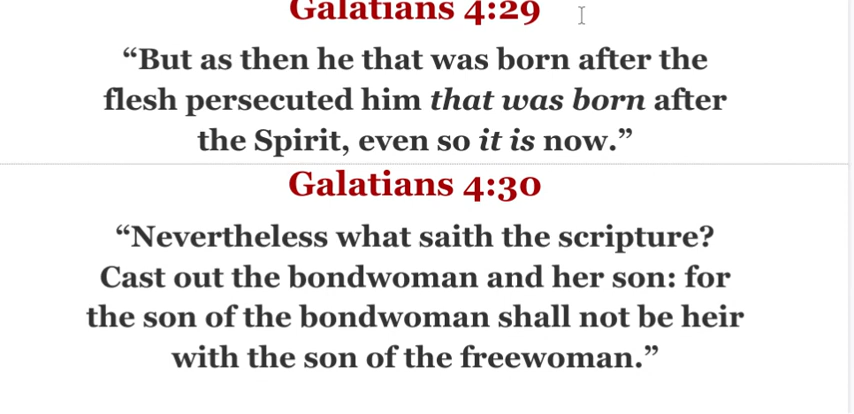 Galatians 4:29
“But as then he that was born after the
flesh persecuted him that was born after
the Spirit, even so it is now.”
Galatians 4:30
“Nevertheless what saith the scripture?
Cast out the bondwoman and her son: for
the son of the bondwoman shall not be heir
with the son of the freewoman.”